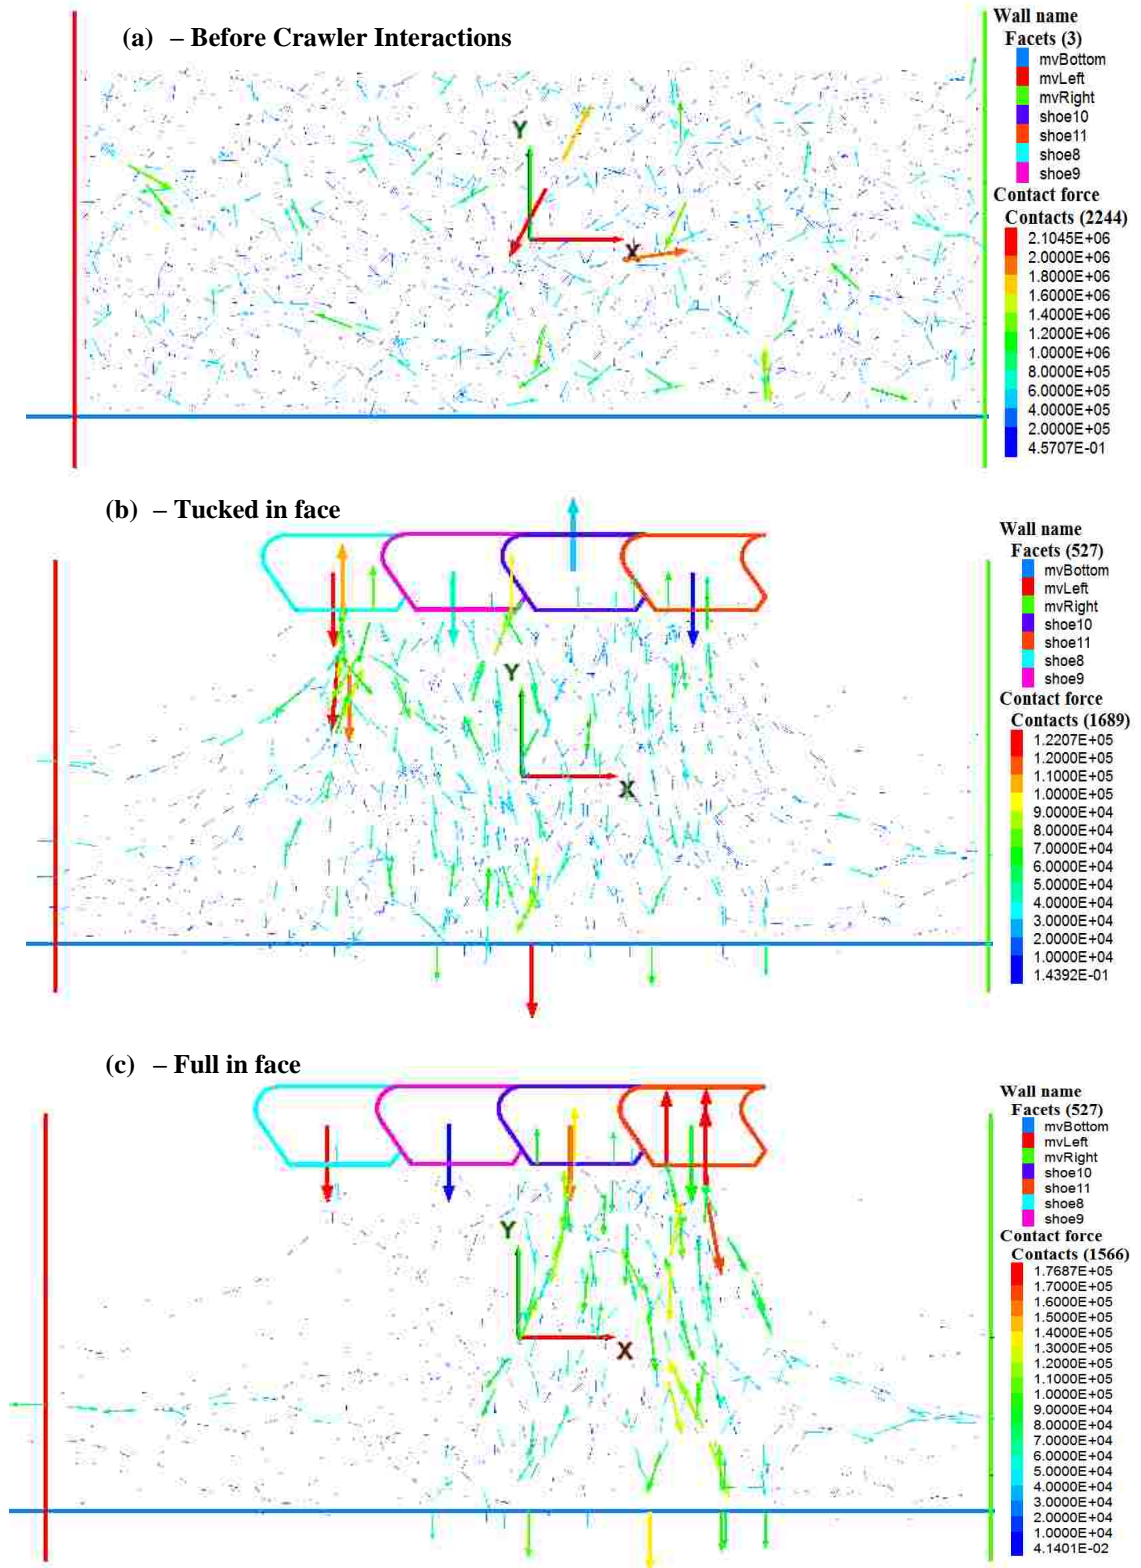 (a) – Before Crawler Interactions
Wall name
Facets (3)
mvBottom
mvLeft
mvRight
shoe10
shoe11
shoe8
shoe9
Contact force
Contacts (2244)
2.1045E+06
2.0000E+06
1.8000E+06
1.6000E+06
1.4000E+06
1.2000E+06
1.0000E+06
8.0000E+05
6.0000E+05
4.0000E+05
2.0000E+05
4.5707E-01
Y
X
(b) – Tucked in face
Wall name
Facets (527)
mvBottom
mvLeft
mvRight
shoe10
shoe11
shoe8
shoe9
Contact force
Contacts (1689)
1.2207E+05
1.2000E+05
1.1000E+05
1.0000E+05
9.0000E+04
8.0000E+04
7.0000E+04
6.0000E+04
5.0000E+04
4.0000E+04
3.0000E+04
2.0000E+04
1.0000E+04
1.4392E-01
Y
X
(c) – Full in face
Wall name
Facets (527)
mvBottom
mvLeft
mvRight
shoe10
shoe11
shoe8
shoe9
Contact force
Contacts (1566)
1.7687E+05
1.7000E+05
1.6000E+05
1.5000E+05
1.4000E+05
1.3000E+05
1.2000E+05
1.1000E+05
1.0000E+05
9.0000E+04
8.0000E+04
7.0000E+04
6.0000E+04
5.0000E+04
4.0000E+04
3.0000E+04
2.0000E+04
1.0000E+04
4.1401E-02
Y
X